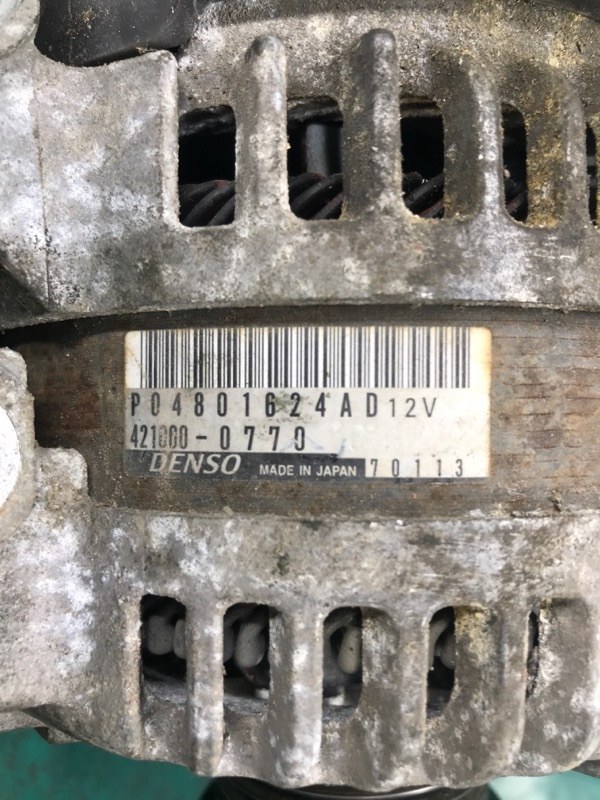 P04801624AD 12V
421000-0770
DENSO MADE IN JAPAN 70113